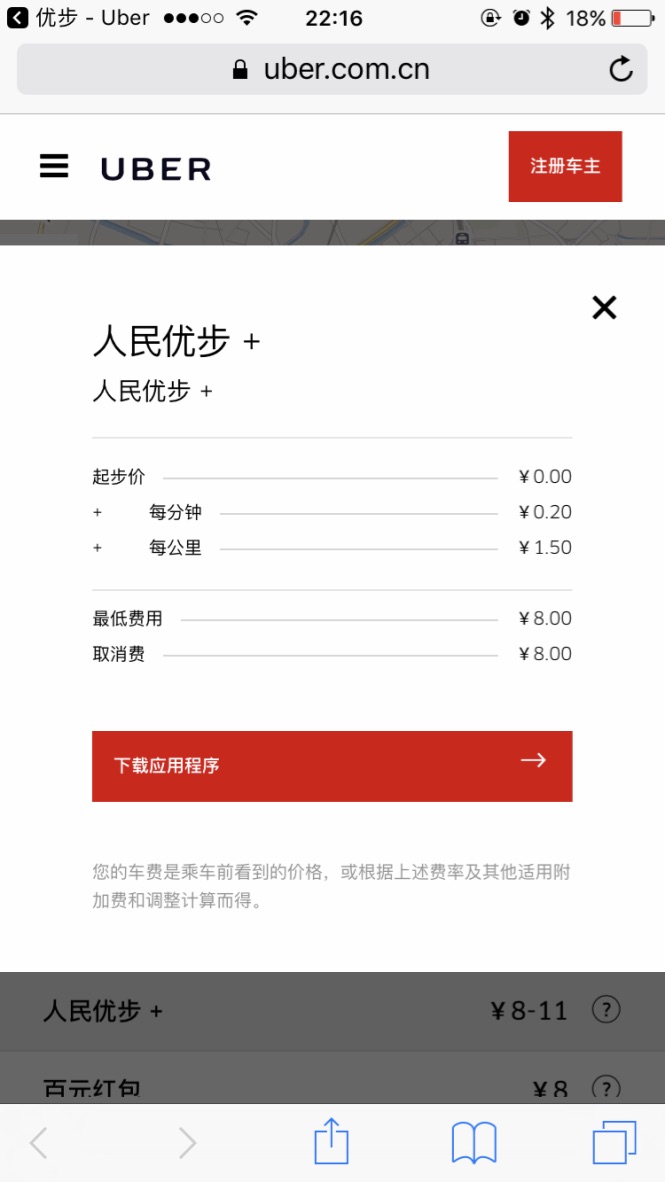 优步 - Uber 22:16 18%
uber.com.cn
UBER 注册车主
人民优步 +
人民优步 +
起步价 ¥0.00
+ 每分钟 ¥0.20
+ 每公里 ¥1.50
最低费用 ¥8.00
取消费 ¥8.00
下载应用程序 →
您的车费是乘车前看到的价格，或根据上述费率及其他适用附
加费和调整计算而得。
人民优步 + ¥8-11 ?
百元红包 ¥8 ?